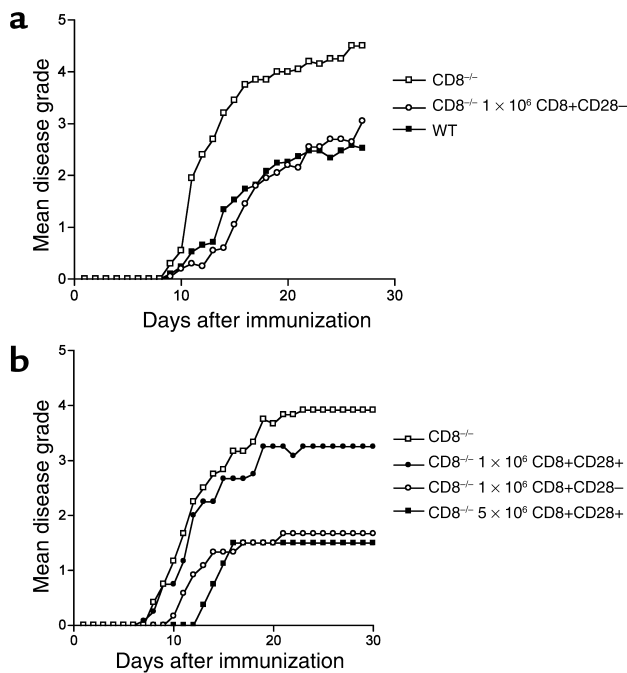 a
5
4
3
2
1
0
Mean disease grade
0 10 20 30
Days after immunization
CD8⁻/⁻
CD8⁻/⁻ 1 × 10⁶ CD8+CD28–
WT
b
5
4
3
2
1
0
Mean disease grade
0 10 20 30
Days after immunization
CD8⁻/⁻
CD8⁻/⁻ 1 × 10⁶ CD8+CD28+
CD8⁻/⁻ 1 × 10⁶ CD8+CD28–
CD8⁻/⁻ 5 × 10⁶ CD8+CD28+